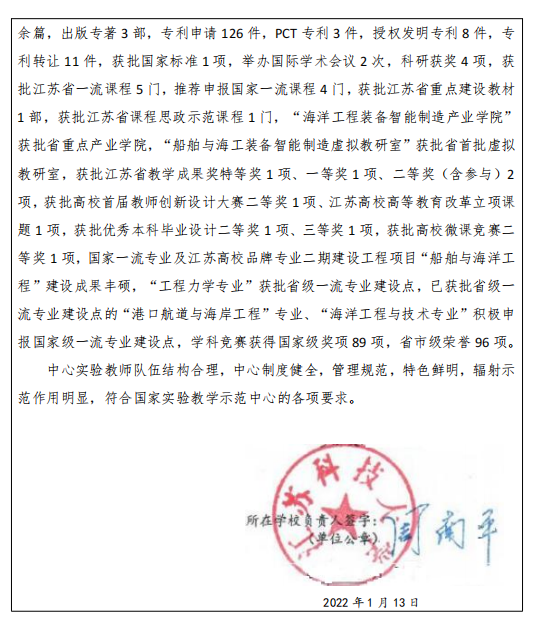 余篇，出版专著 3 部，专利申请 126 件，PCT 专利 3 件，授权发明专利 8 件，专
利转让 11 件，获批国家标准 1 项，举办国际学术会议 2 次，科研获奖 4 项，获
批江苏省一流课程 5 门，推荐申报国家一流课程 4 门，获批江苏省重点建设教材
1 部，获批江苏省课程思政示范课程 1 门，“海洋工程装备智能制造产业学院”
获批省重点产业学院，“船舶与海工装备智能制造虚拟教研室”获批省首批虚拟
教研室，获批江苏省教学成果奖特等奖 1 项、一等奖 1 项、二等奖（含参与）2
项，获批高校首届教师创新设计大赛二等奖 1 项、江苏高校高等教育改革立项课
题 1 项，获批优秀本科毕业设计二等奖 1 项、三等奖 1 项，获批高校微课竞赛二
等奖 1 项，国家一流专业及江苏高校品牌专业二期建设工程项目“船舶与海洋工
程”建设成果丰硕，“工程力学专业”获批省级一流专业建设点，已获批省级一
流专业建设点的“港口航道与海岸工程”专业、“海洋工程与技术专业”积极申
报国家级一流专业建设点，学科竞赛获得国家级奖项 89 项，省市级荣誉 96 项。
中心实验教师队伍结构合理，中心制度健全，管理规范，特色鲜明，辐射示
范作用明显，符合国家实验教学示范中心的各项要求。
江苏科技大
所在学校负责人签字：周南平
（单位公章）
2022 年 1 月 13 日